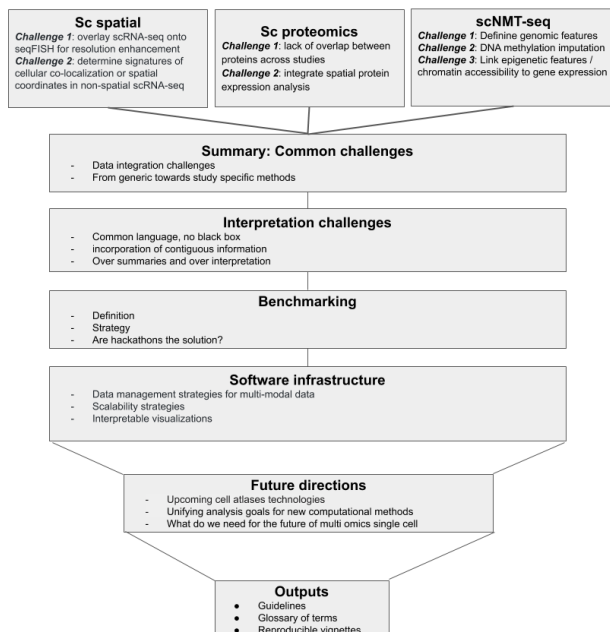 Sc spatial
Challenge 1: overlay scRNA-seq onto
seqFISH for resolution enhancement
Challenge 2: determine signatures of
cellular co-localization or spatial
coordinates in non-spatial scRNA-seq
Sc proteomics
Challenge 1: lack of overlap between
proteins across studies
Challenge 2: integrate spatial protein
expression analysis
scNMT-seq
Challenge 1: Definine genomic features
Challenge 2: DNA methylation imputation
Challenge 3: Link epigenetic features /
chromatin accessibility to gene expression
Summary: Common challenges
- Data integration challenges
- From generic towards study specific methods
Interpretation challenges
- Common language, no black box
- incorporation of contiguous information
- Over summaries and over interpretation
Benchmarking
- Definition
- Strategy
- Are hackathons the solution?
Software infrastructure
- Data management strategies for multi-modal data
- Scalability strategies
- Interpretable visualizations
Future directions
- Upcoming cell atlases technologies
- Unifying analysis goals for new computational methods
- What do we need for the future of multi omics single cell
Outputs
● Guidelines
● Glossary of terms
● Reproducible vignettes